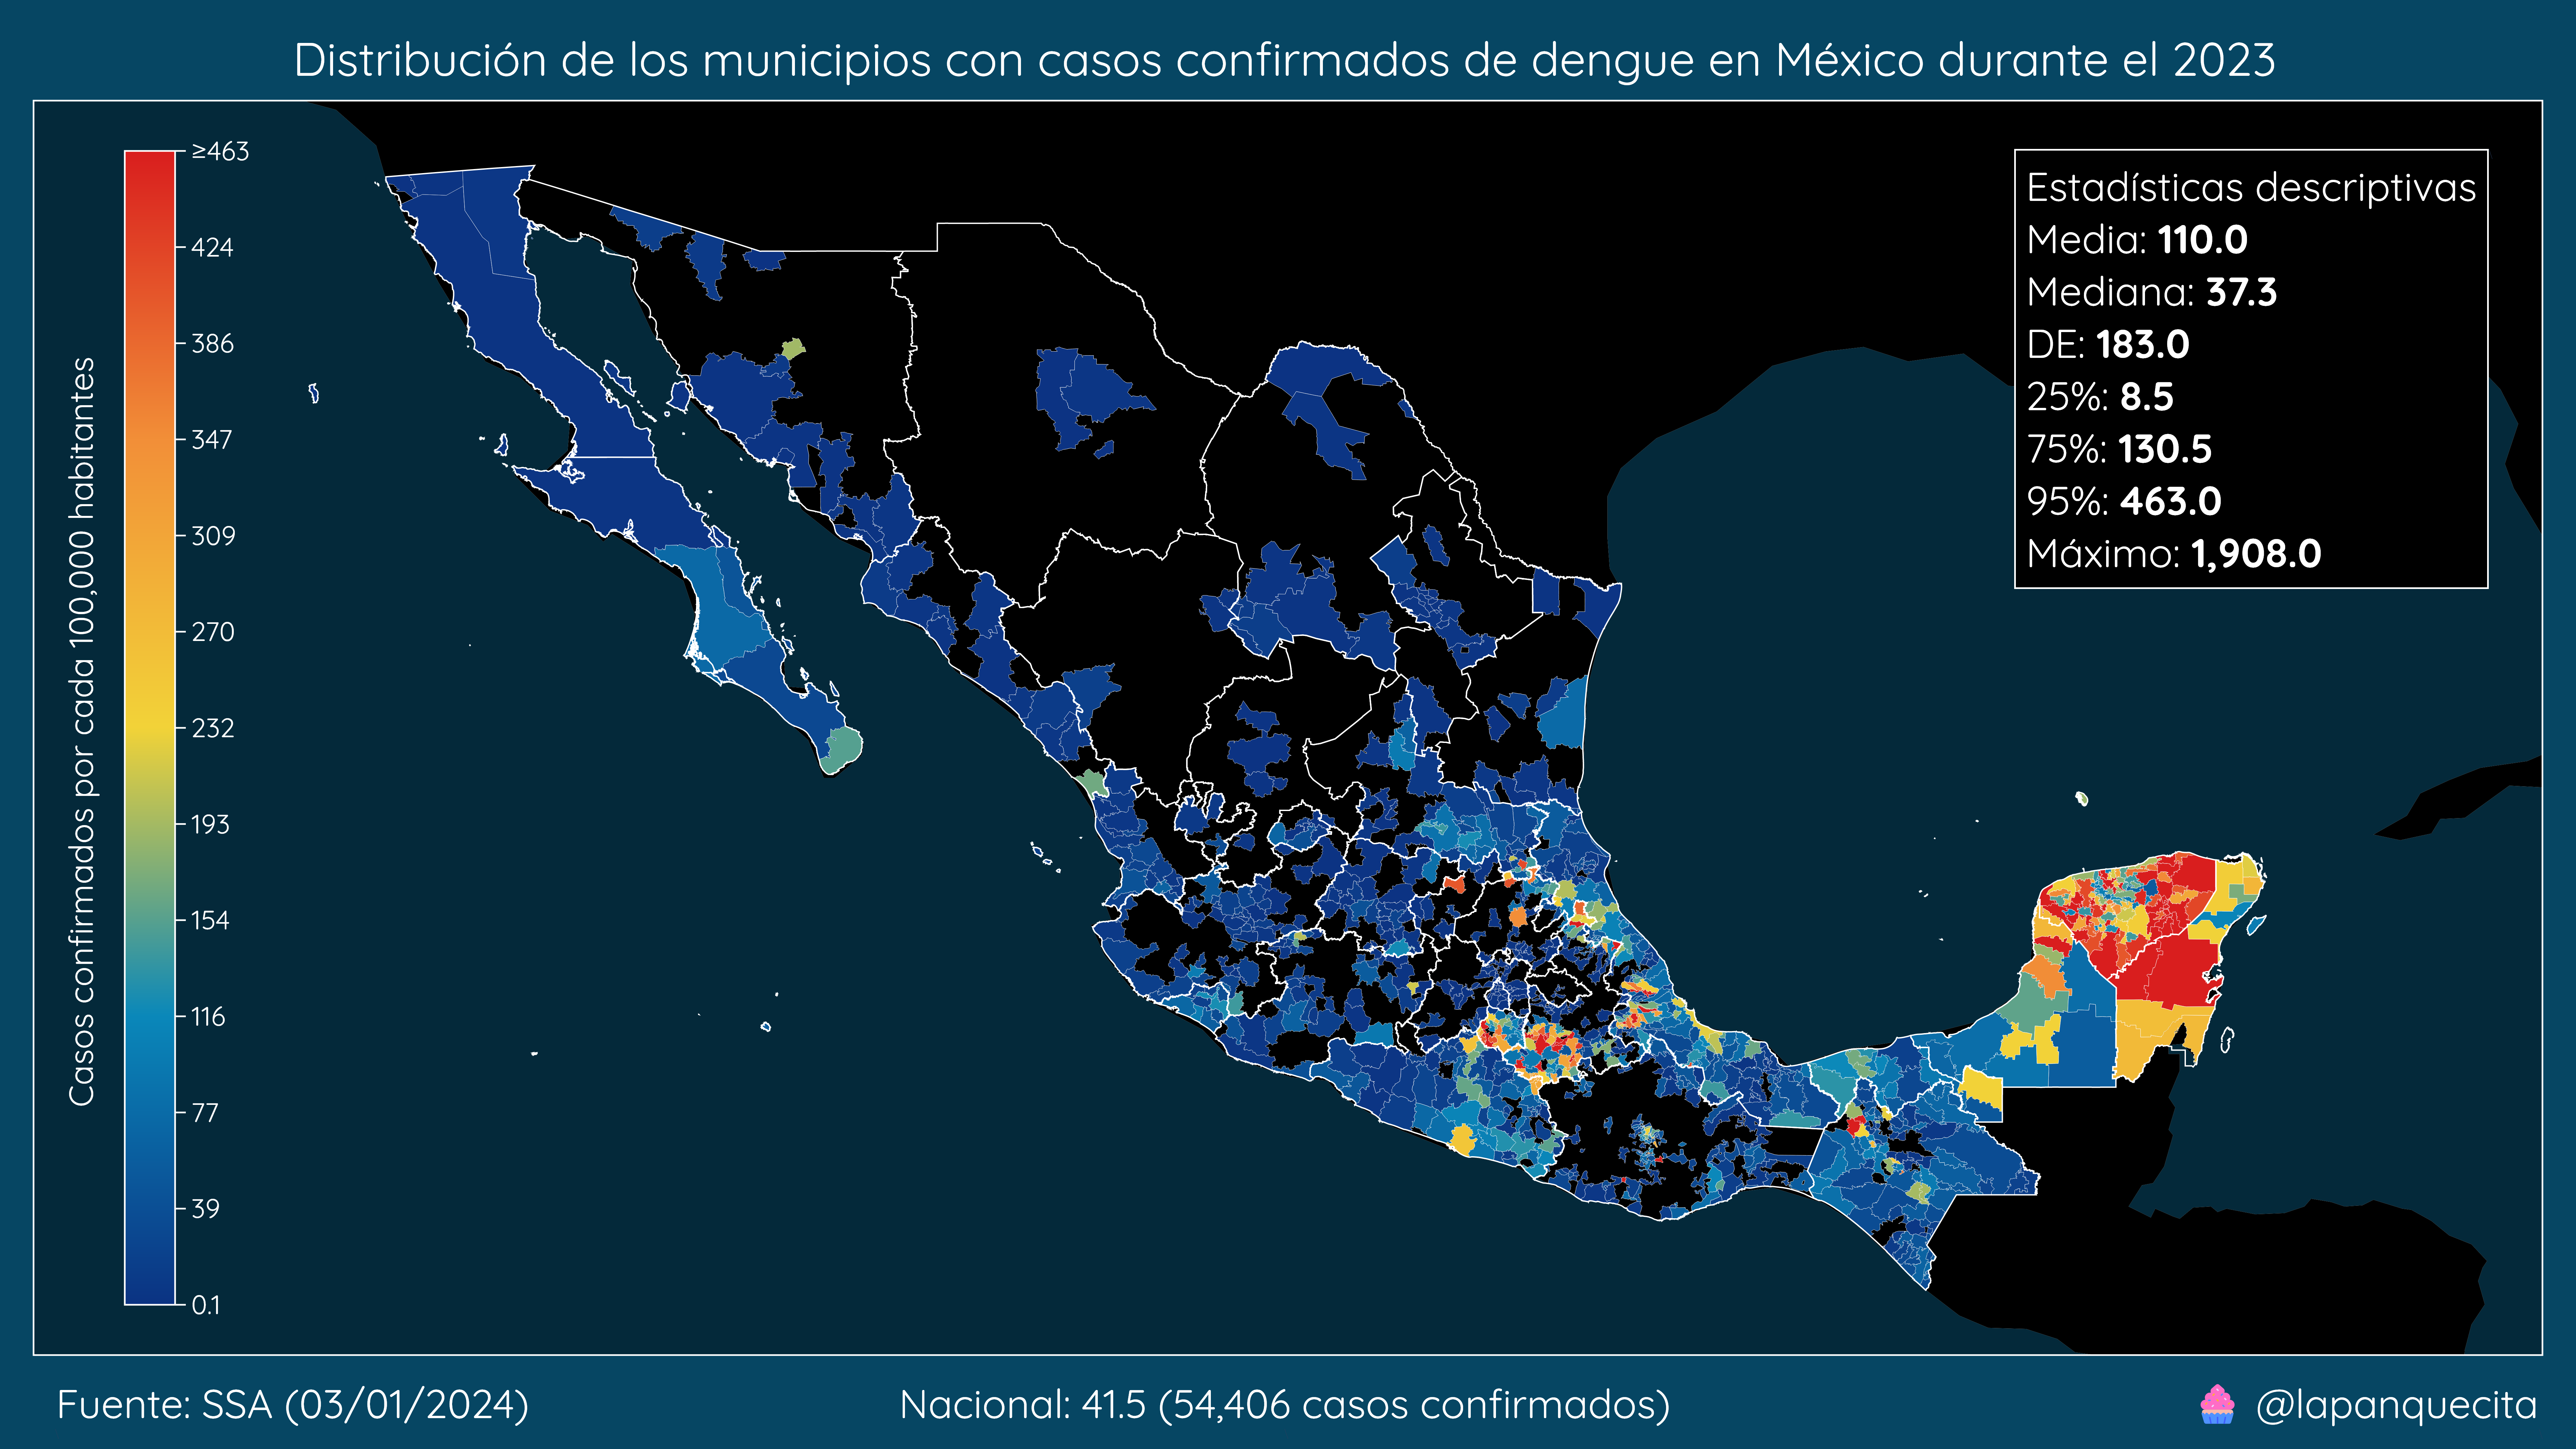 Distribución de los municipios con casos confirmados de dengue en México durante el 2023
Casos confirmados por cada 100,000 habitantes
≥463
424
386
347
309
270
232
193
154
116
77
39
0.1
Estadísticas descriptivas
Media: 110.0
Mediana: 37.3
DE: 183.0
25%: 8.5
75%: 130.5
95%: 463.0
Máximo: 1,908.0
Fuente: SSA (03/01/2024)
Nacional: 41.5 (54,406 casos confirmados)
@lapanquecita